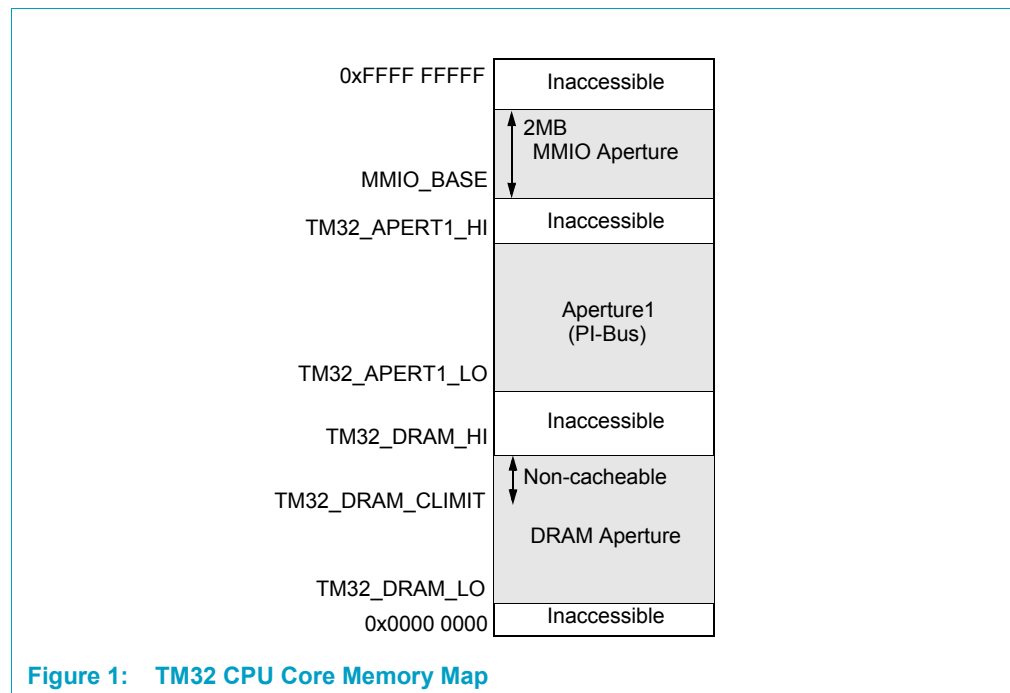 0xFFFF FFFFF
Inaccessible
2MB
MMIO Aperture
MMIO_BASE
TM32_APERT1_HI
Inaccessible
Aperture1
(PI-Bus)
TM32_APERT1_LO
Inaccessible
TM32_DRAM_HI
Non-cacheable
TM32_DRAM_CLIMIT
DRAM Aperture
TM32_DRAM_LO
Inaccessible
0x0000 0000
Figure 1: TM32 CPU Core Memory Map